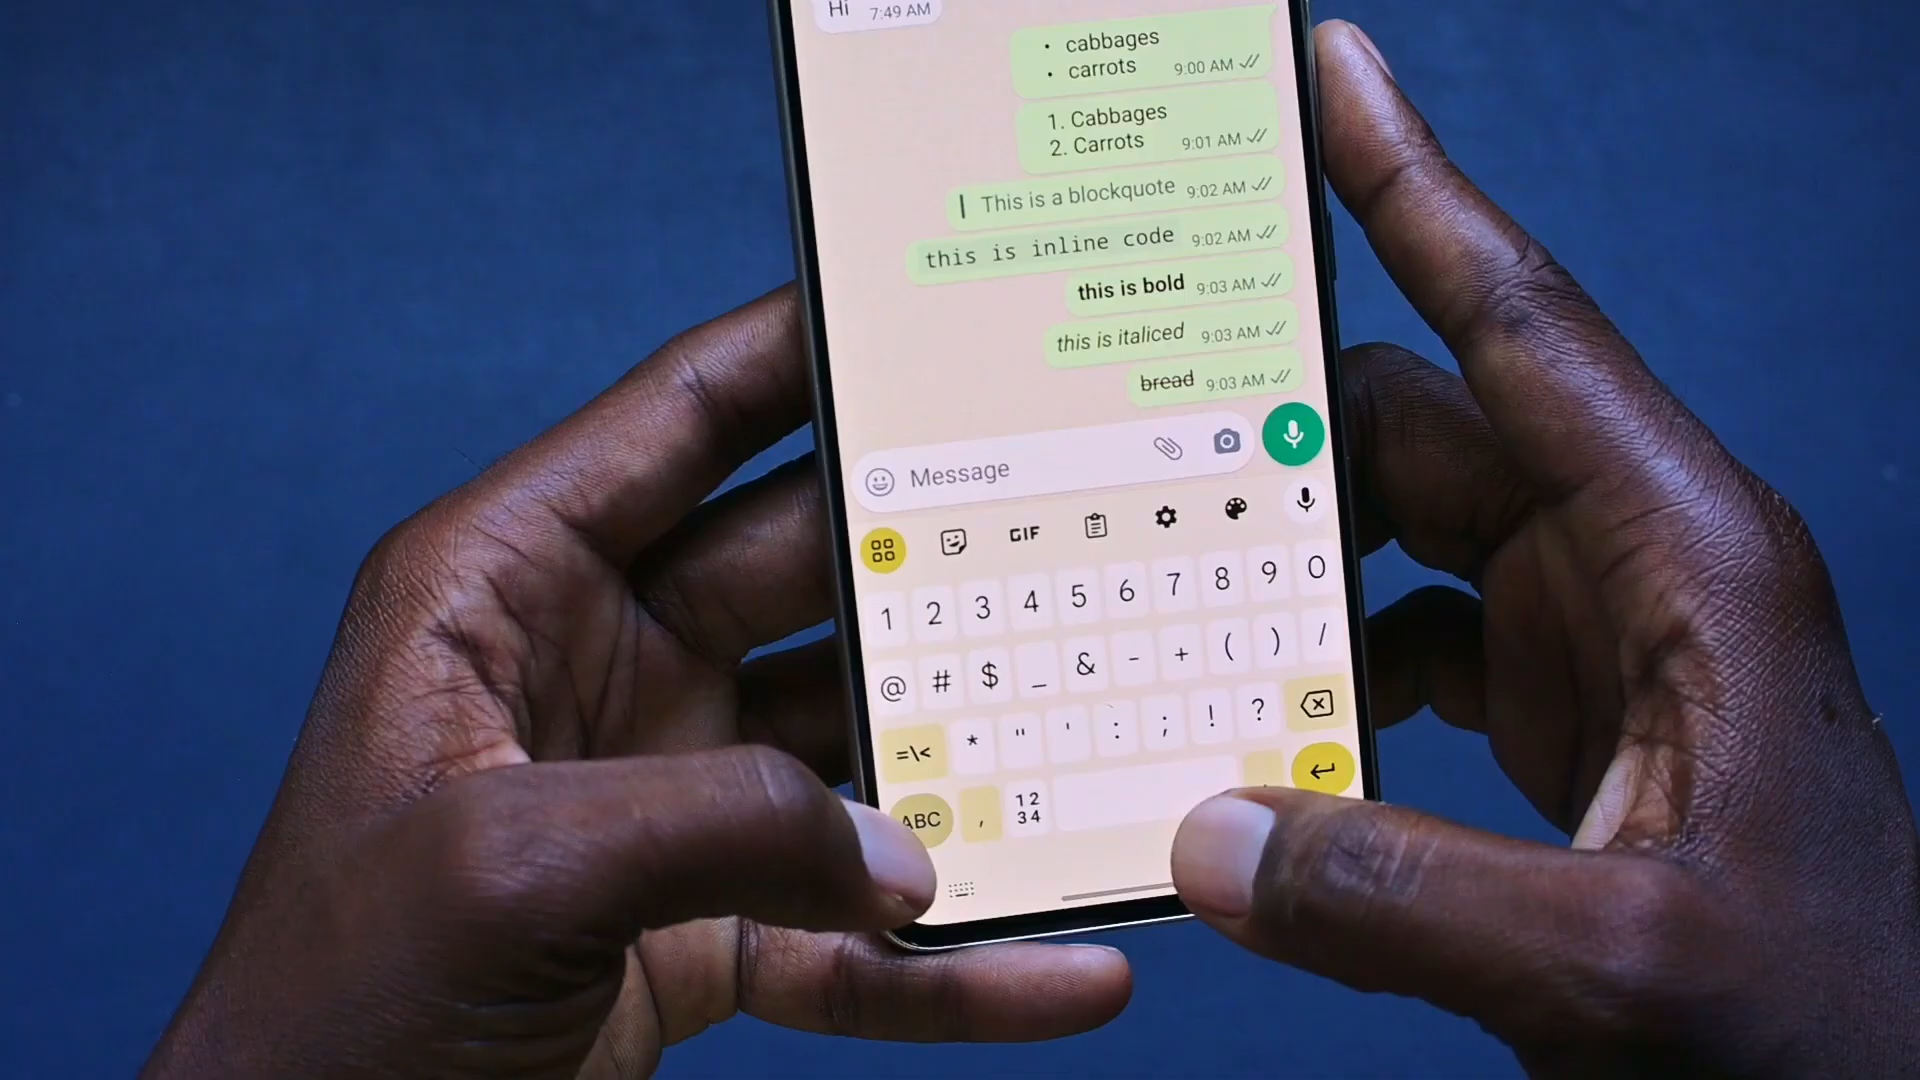 Hi 7:49 AM
• cabbages
• carrots 9:00 AM
1. Cabbages
2. Carrots 9:01 AM
This is a blockquote 9:02 AM
this is inline code 9:02 AM
this is bold 9:03 AM
this is italiced 9:03 AM
bread 9:03 AM
Message
GIF
1 2 3 4 5 6 7 8 9 0
@ # $ _ & - + ( ) /
=\< * " ' : ; ! ?
ABC , 12
34